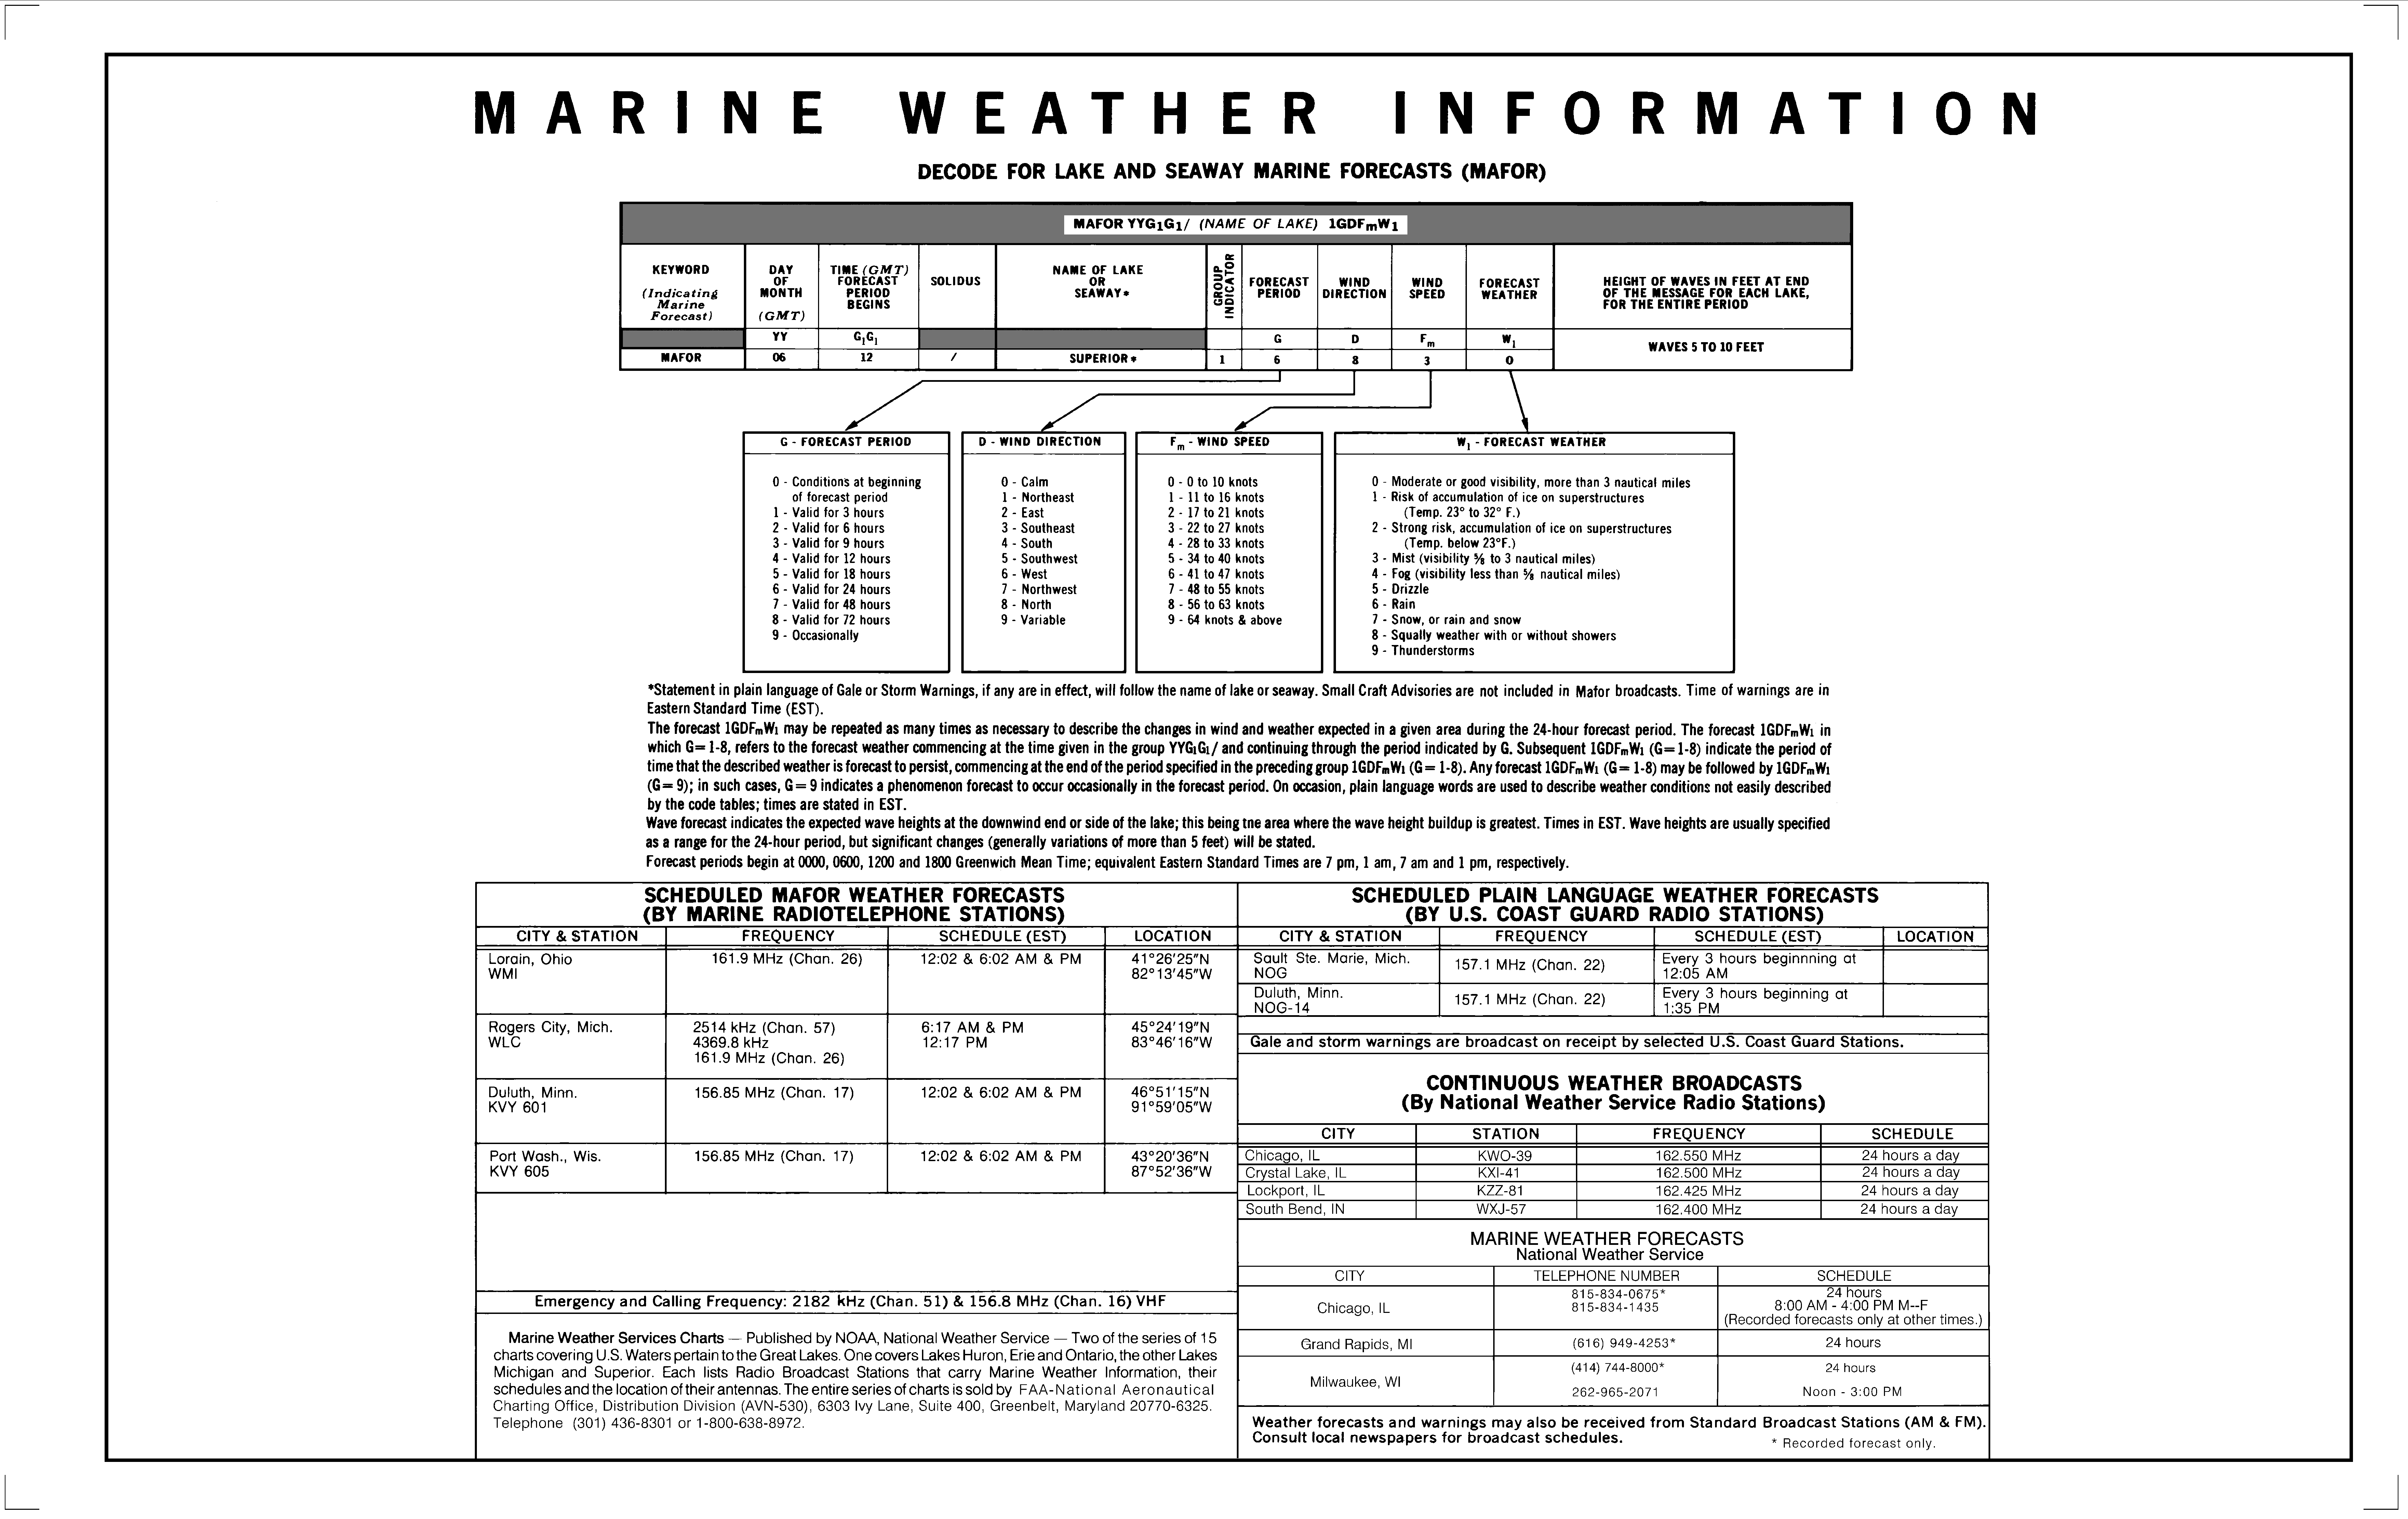 MARINE WEATHER INFORMATION
DECODE FOR LAKE AND SEAWAY MARINE FORECASTS (MAFOR)
MAFOR YYG₁G₁/ (NAME OF LAKE) 1GDFₘW₁
KEYWORD
(Indicating
Marine
Forecast)
DAY
OF
MONTH
(GMT)
TIME (GMT)
FORECAST
PERIOD
BEGINS
SOLIDUS
NAME OF LAKE
OR
SEAWAY*
GROUP
INDICATOR
FORECAST
PERIOD
WIND
DIRECTION
WIND
SPEED
FORECAST
WEATHER
HEIGHT OF WAVES IN FEET AT END
OF THE MESSAGE FOR EACH LAKE,
FOR THE ENTIRE PERIOD
YY G₁G₁ G D Fₘ W₁
MAFOR 06 12 / SUPERIOR* 1 6 8 3 0
WAVES 5 TO 10 FEET
G - FORECAST PERIOD
0 - Conditions at beginning
of forecast period
1 - Valid for 3 hours
2 - Valid for 6 hours
3 - Valid for 9 hours
4 - Valid for 12 hours
5 - Valid for 18 hours
6 - Valid for 24 hours
7 - Valid for 48 hours
8 - Valid for 72 hours
9 - Occasionally
D - WIND DIRECTION
0 - Calm
1 - Northeast
2 - East
3 - Southeast
4 - South
5 - Southwest
6 - West
7 - Northwest
8 - North
9 - Variable
Fₘ - WIND SPEED
0 - 0 to 10 knots
1 - 11 to 16 knots
2 - 17 to 21 knots
3 - 22 to 27 knots
4 - 28 to 33 knots
5 - 34 to 40 knots
6 - 41 to 47 knots
7 - 48 to 55 knots
8 - 56 to 63 knots
9 - 64 knots & above
W₁ - FORECAST WEATHER
0 - Moderate or good visibility, more than 3 nautical miles
1 - Risk of accumulation of ice on superstructures
(Temp. 23° to 32° F.)
2 - Strong risk, accumulation of ice on superstructures
(Temp. below 23°F.)
3 - Mist (visibility ⅝ to 3 nautical miles)
4 - Fog (visibility less than ⅝ nautical miles)
5 - Drizzle
6 - Rain
7 - Snow, or rain and snow
8 - Squally weather with or without showers
9 - Thunderstorms
*Statement in plain language of Gale or Storm Warnings, if any are in effect, will follow the name of lake or seaway. Small Craft Advisories are not included in Mafor broadcasts. Time of warnings are in
Eastern Standard Time (EST).
The forecast 1GDFₘW₁ may be repeated as many times as necessary to describe the changes in wind and weather expected in a given area during the 24-hour forecast period. The forecast 1GDFₘW₁ in
which G= 1-8, refers to the forecast weather commencing at the time given in the group YYG₁G₁/ and continuing through the period indicated by G. Subsequent 1GDFₘW₁ (G=1-8) indicate the period of
time that the described weather is forecast to persist, commencing at the end of the period specified in the preceding group 1GDFₘW₁ (G= 1-8). Any forecast 1GDFₘW₁ (G= 1-8) may be followed by 1GDFₘW₁
(G=9); in such cases, G=9 indicates a phenomenon forecast to occur occasionally in the forecast period. On occasion, plain language words are used to describe weather conditions not easily described
by the code tables; times are stated in EST.
Wave forecast indicates the expected wave heights at the downwind end or side of the lake; this being tne area where the wave height buildup is greatest. Times in EST. Wave heights are usually specified
as a range for the 24-hour period, but significant changes (generally variations of more than 5 feet) will be stated.
Forecast periods begin at 0000, 0600, 1200 and 1800 Greenwich Mean Time; equivalent Eastern Standard Times are 7 pm, 1 am, 7 am and 1 pm, respectively.
SCHEDULED MAFOR WEATHER FORECASTS
(BY MARINE RADIOTELEPHONE STATIONS)
CITY & STATION FREQUENCY SCHEDULE (EST) LOCATION
Lorain, Ohio 161.9 MHz (Chan. 26) 12:02 & 6:02 AM & PM 41°26'25"N
WMI 82°13'45"W
Rogers City, Mich. 2514 kHz (Chan. 57) 6:17 AM & PM 45°24'19"N
WLC 4369.8 kHz 12:17 PM 83°46'16"W
161.9 MHz (Chan. 26)
Duluth, Minn. 156.85 MHz (Chan. 17) 12:02 & 6:02 AM & PM 46°51'15"N
KVY 601 91°59'05"W
Port Wash., Wis. 156.85 MHz (Chan. 17) 12:02 & 6:02 AM & PM 43°20'36"N
KVY 605 87°52'36"W
Emergency and Calling Frequency: 2182 kHz (Chan. 51) & 156.8 MHz (Chan. 16) VHF
Marine Weather Services Charts — Published by NOAA, National Weather Service — Two of the series of 15
charts covering U.S. Waters pertain to the Great Lakes. One covers Lakes Huron, Erie and Ontario, the other Lakes
Michigan and Superior. Each lists Radio Broadcast Stations that carry Marine Weather Information, their
schedules and the location of their antennas. The entire series of charts is sold by FAA-National Aeronautical
Charting Office, Distribution Division (AVN-530), 6303 Ivy Lane, Suite 400, Greenbelt, Maryland 20770-6325.
Telephone (301) 436-8301 or 1-800-638-8972.
SCHEDULED PLAIN LANGUAGE WEATHER FORECASTS
(BY U.S. COAST GUARD RADIO STATIONS)
CITY & STATION FREQUENCY SCHEDULE (EST) LOCATION
Sault Ste. Marie, Mich. 157.1 MHz (Chan. 22) Every 3 hours beginnning at
NOG 12:05 AM
Duluth, Minn. 157.1 MHz (Chan. 22) Every 3 hours beginning at
NOG-14 1:35 PM
Gale and storm warnings are broadcast on receipt by selected U.S. Coast Guard Stations.
CONTINUOUS WEATHER BROADCASTS
(By National Weather Service Radio Stations)
CITY STATION FREQUENCY SCHEDULE
Chicago, IL KWO-39 162.550 MHz 24 hours a day
Crystal Lake, IL KXI-41 162.500 MHz 24 hours a day
Lockport, IL KZZ-81 162.425 MHz 24 hours a day
South Bend, IN WXJ-57 162.400 MHz 24 hours a day
MARINE WEATHER FORECASTS
National Weather Service
CITY TELEPHONE NUMBER SCHEDULE
Chicago, IL 815-834-0675* 24 hours
815-834-1435 8:00 AM - 4:00 PM M--F
(Recorded forecasts only at other times.)
Grand Rapids, MI (616) 949-4253* 24 hours
Milwaukee, WI (414) 744-8000* 24 hours
262-965-2071 Noon - 3:00 PM
Weather forecasts and warnings may also be received from Standard Broadcast Stations (AM & FM).
Consult local newspapers for broadcast schedules.
* Recorded forecast only.